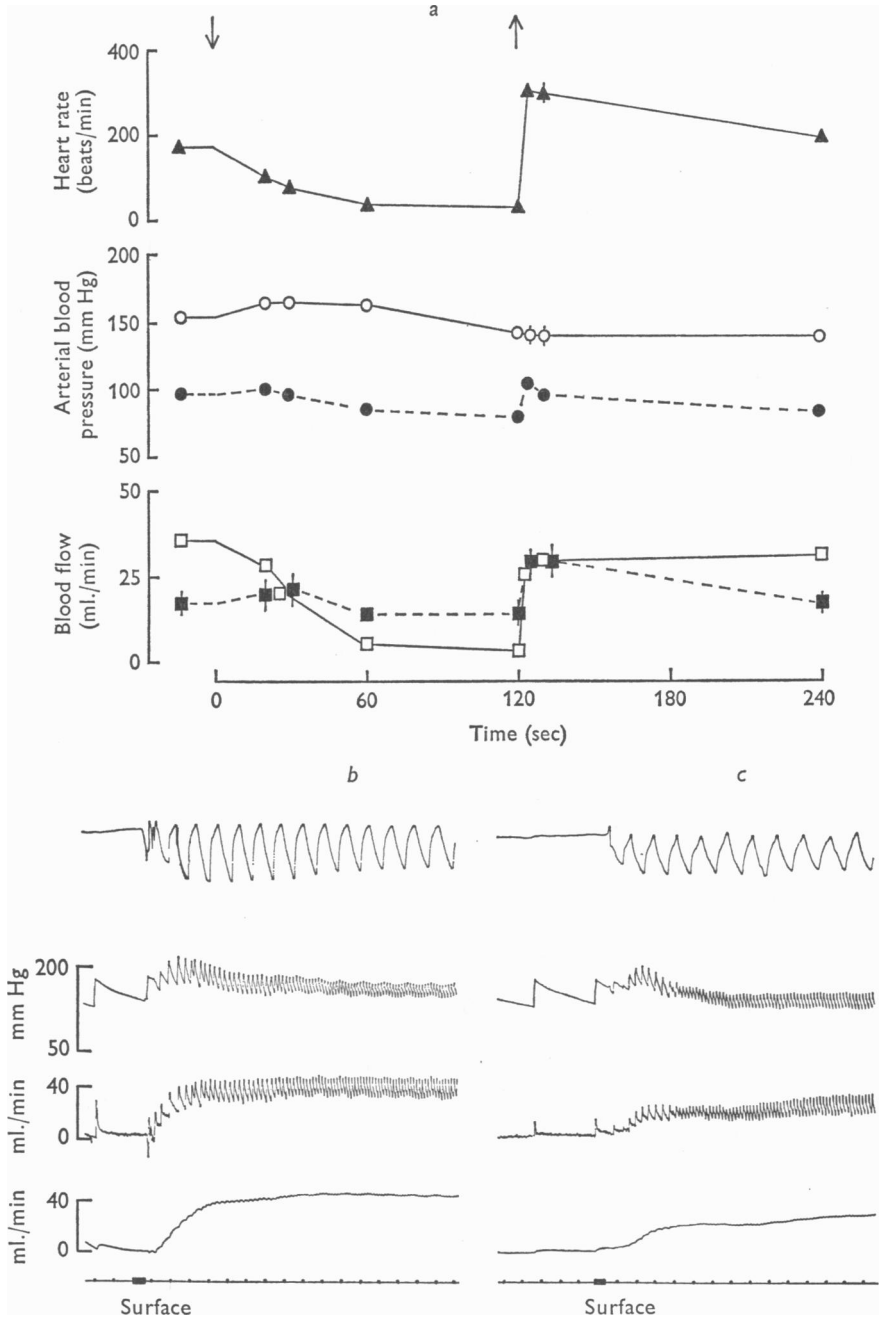 a
400
200
0
Heart rate
(beats/min)
200
150
100
50
Arterial blood
pressure (mm Hg)
50
25
0
Blood flow
(ml./min)
0
60
120
180
240
Time (sec)
b
c
200
50
mm Hg
40
0
ml./min
40
0
ml./min
Surface
Surface